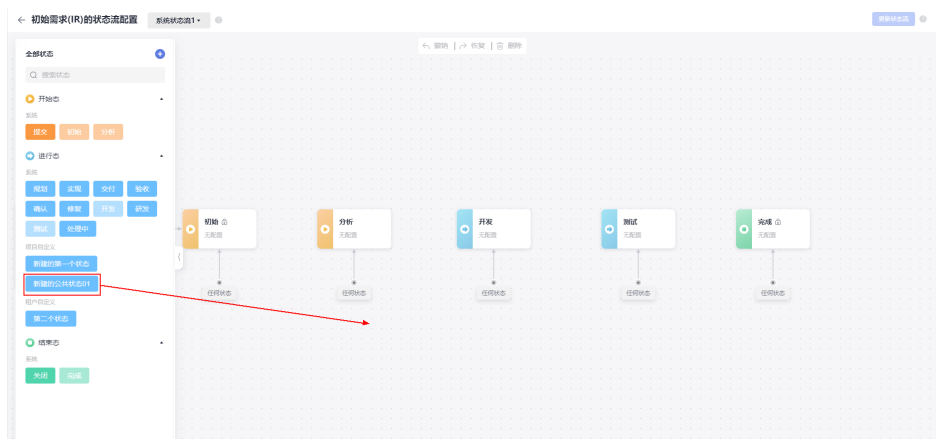 初始需求(IR)的状态流配置
系统状态流1
更新状态流
撤销 恢复 删除
全部状态
搜索状态
开始态
系统
提交 初始 分析
进行态
系统
规划 实现 交付 验收
确认 修复 开发 研发
测试 处理中
项目自定义
新建的第一个状态
新建的公共状态01
租户自定义
第二个状态
结束态
系统
关闭 完成
初始
无配置
任何状态
分析
无配置
任何状态
开发
无配置
任何状态
测试
无配置
任何状态
完成
无配置
任何状态